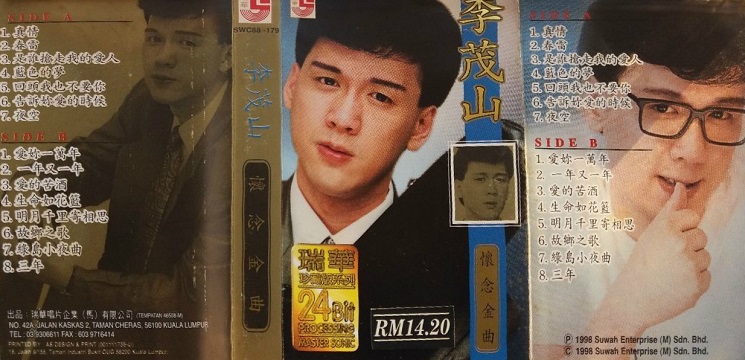 SIDE A
1. 真情
2. 春雷
3. 是誰搶走我的愛人
4. 藍色的夢
5. 回頭我也不要你
6. 告訴妳愛的時候
7. 夜空
SIDE B
1. 愛妳一萬年
2. 一年又一年
3. 愛的苦酒
4. 生命如花籃
5. 明月千里寄相思
6. 故鄉之歌
7. 綠島小夜曲
8. 三年
出品：瑞華唱片企業（馬）有限公司
NO. 42A, JALAN KASKAS 2, TAMAN CHERAS, 56100 KUALA LUMPUR
TEL: 03-9306611 FAX: 603 9716414
SWC88-179
李茂山
懷念金曲
李茂山
懷念金曲
瑞華
24 Bit
PROCESSING
MASTER SONIC
RM14.20
SIDE A
1. 真情
2. 春雷
3. 是誰搶走我的愛人
4. 藍色的夢
5. 回頭我也不要你
6. 告訴妳愛的時候
7. 夜空
SIDE B
1. 愛妳一萬年
2. 一年又一年
3. 愛的苦酒
4. 生命如花籃
5. 明月千里寄相思
6. 故鄉之歌
7. 綠島小夜曲
8. 三年
Ⓟ 1998 Suwah Enterprise (M) Sdn. Bhd.
© 1998 Suwah Enterprise (M) Sdn. Bhd.